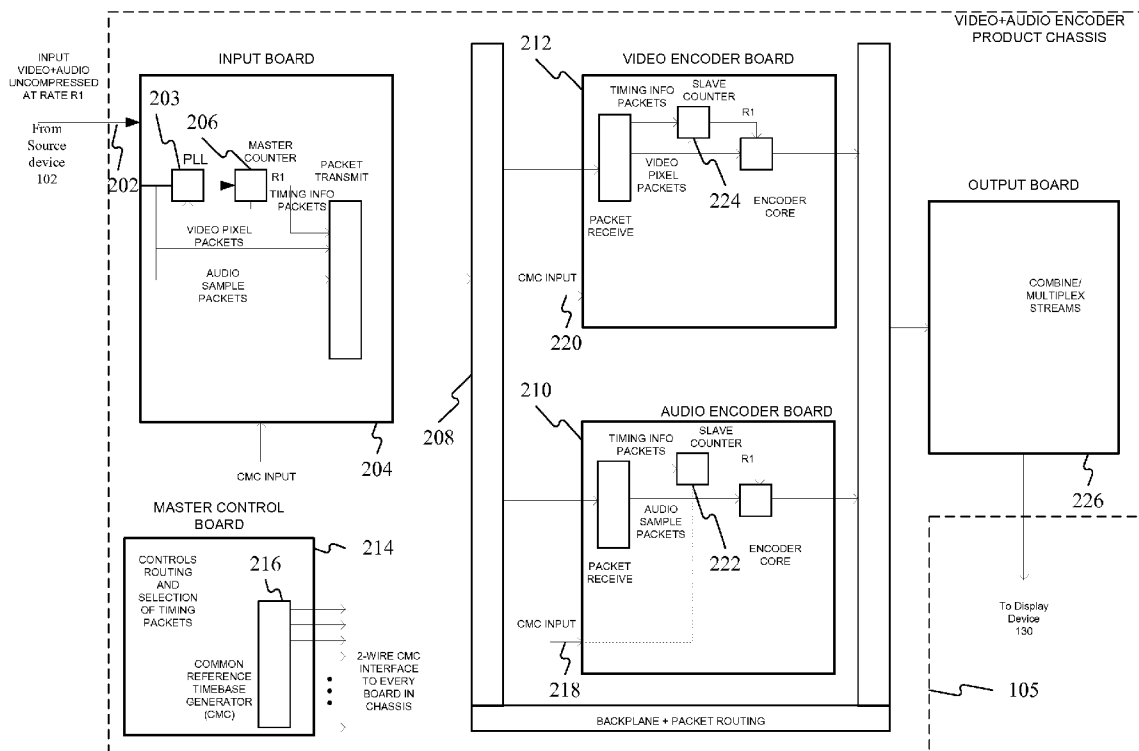 VIDEO+AUDIO ENCODER
PRODUCT CHASSIS
INPUT
VIDEO+AUDIO
UNCOMPRESSED
AT RATE R1
From
Source
device
102
202
INPUT BOARD
203
PLL
206
MASTER
COUNTER
R1
TIMING INFO
PACKETS
PACKET
TRANSMIT
VIDEO PIXEL
PACKETS
AUDIO
SAMPLE
PACKETS
204
CMC INPUT
MASTER CONTROL
BOARD
214
CONTROLS
ROUTING
AND
SELECTION
OF TIMING
PACKETS
216
COMMON
REFERENCE
TIMEBASE
GENERATOR
(CMC)
2-WIRE CMC
INTERFACE
TO EVERY
BOARD IN
CHASSIS
208
212
VIDEO ENCODER BOARD
TIMING INFO
PACKETS
SLAVE
COUNTER
R1
VIDEO
PIXEL
PACKETS
224
ENCODER
CORE
PACKET
RECEIVE
CMC INPUT
220
210
AUDIO ENCODER BOARD
TIMING INFO
PACKETS
SLAVE
COUNTER
R1
AUDIO
SAMPLE
PACKETS
222
ENCODER
CORE
PACKET
RECEIVE
CMC INPUT
218
BACKPLANE + PACKET ROUTING
OUTPUT BOARD
COMBINE/
MULTIPLEX
STREAMS
226
To Display
Device
130
105